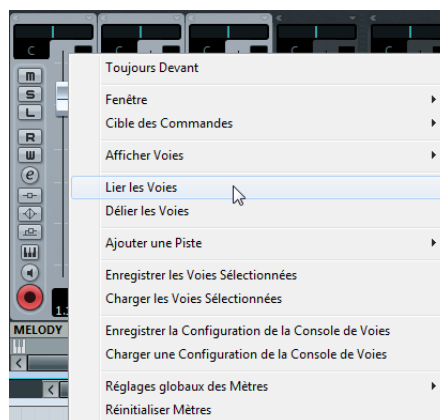 C C C C C
Toujours Devant
m
Fenêtre
S
Cible des Commandes
L
R
Afficher Voies
W
e
Lier les Voies
Délier les Voies
Ajouter une Piste
Enregistrer les Voies Sélectionnées
Charger les Voies Sélectionnées
MELODY
Enregistrer la Configuration de la Console de Voies
Charger une Configuration de la Console de Voies
Réglages globaux des Mètres
Réinitialiser Mètres